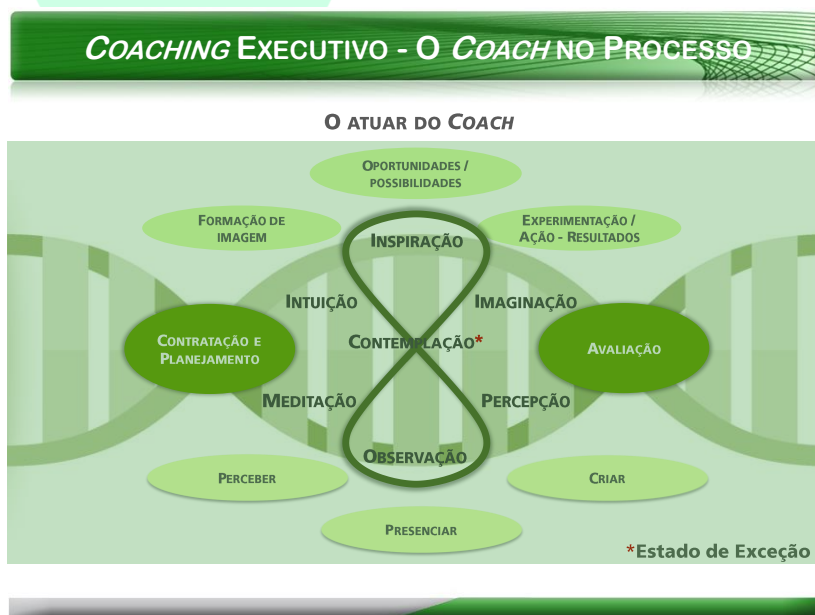 COACHING EXECUTIVO - O COACH NO PROCESSO
O ATUAR DO COACH
OPORTUNIDADES /
POSSIBILIDADES
FORMAÇÃO DE
IMAGEM
EXPERIMENTAÇÃO /
AÇÃO - RESULTADOS
INSPIRAÇÃO
INTUIÇÃO
IMAGINAÇÃO
CONTRATAÇÃO E
PLANEJAMENTO
CONTEMPLAÇÃO*
AVALIAÇÃO
MEDITAÇÃO
PERCEPÇÃO
OBSERVAÇÃO
PERCEBER
CRIAR
PRESENCIAR
*Estado de Exceção